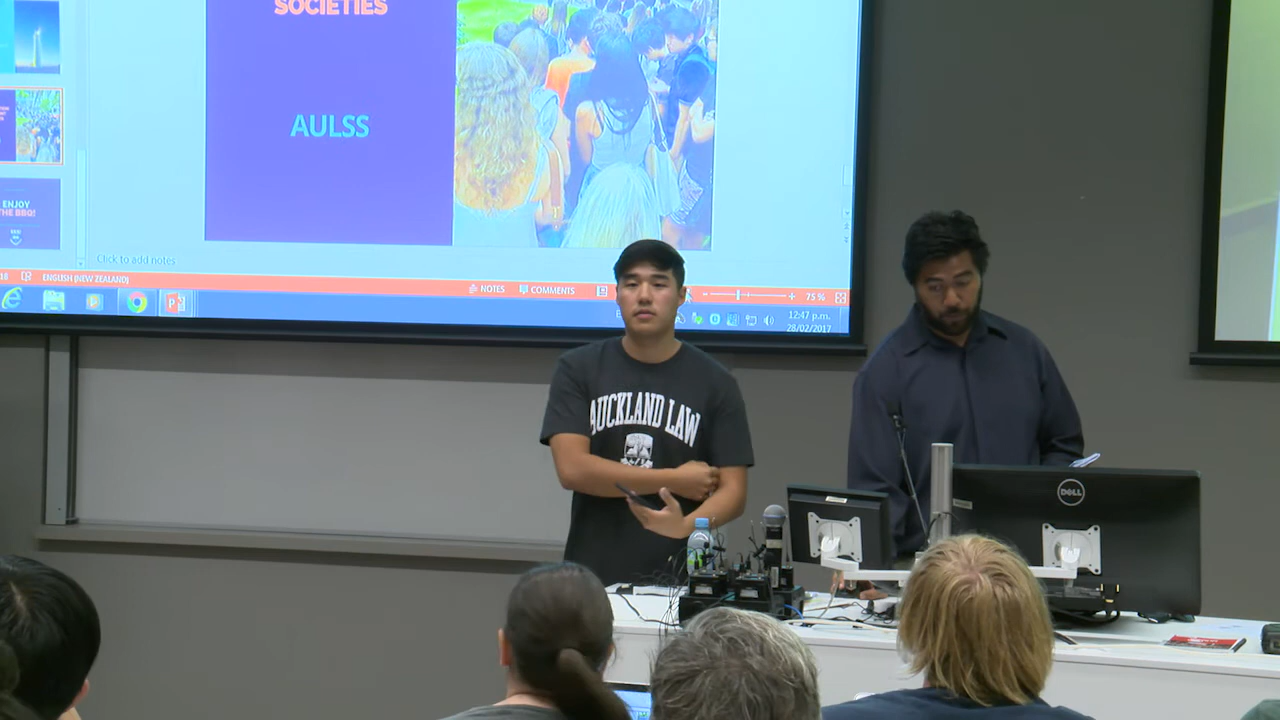 SOCIETIES
AULSS
ENJOY
THE BBQ!
Click to add notes
ENGLISH (NEW ZEALAND)
NOTES
COMMENTS
75 %
12:47 p.m.
28/02/2017
AUCKLAND LAW
DELL